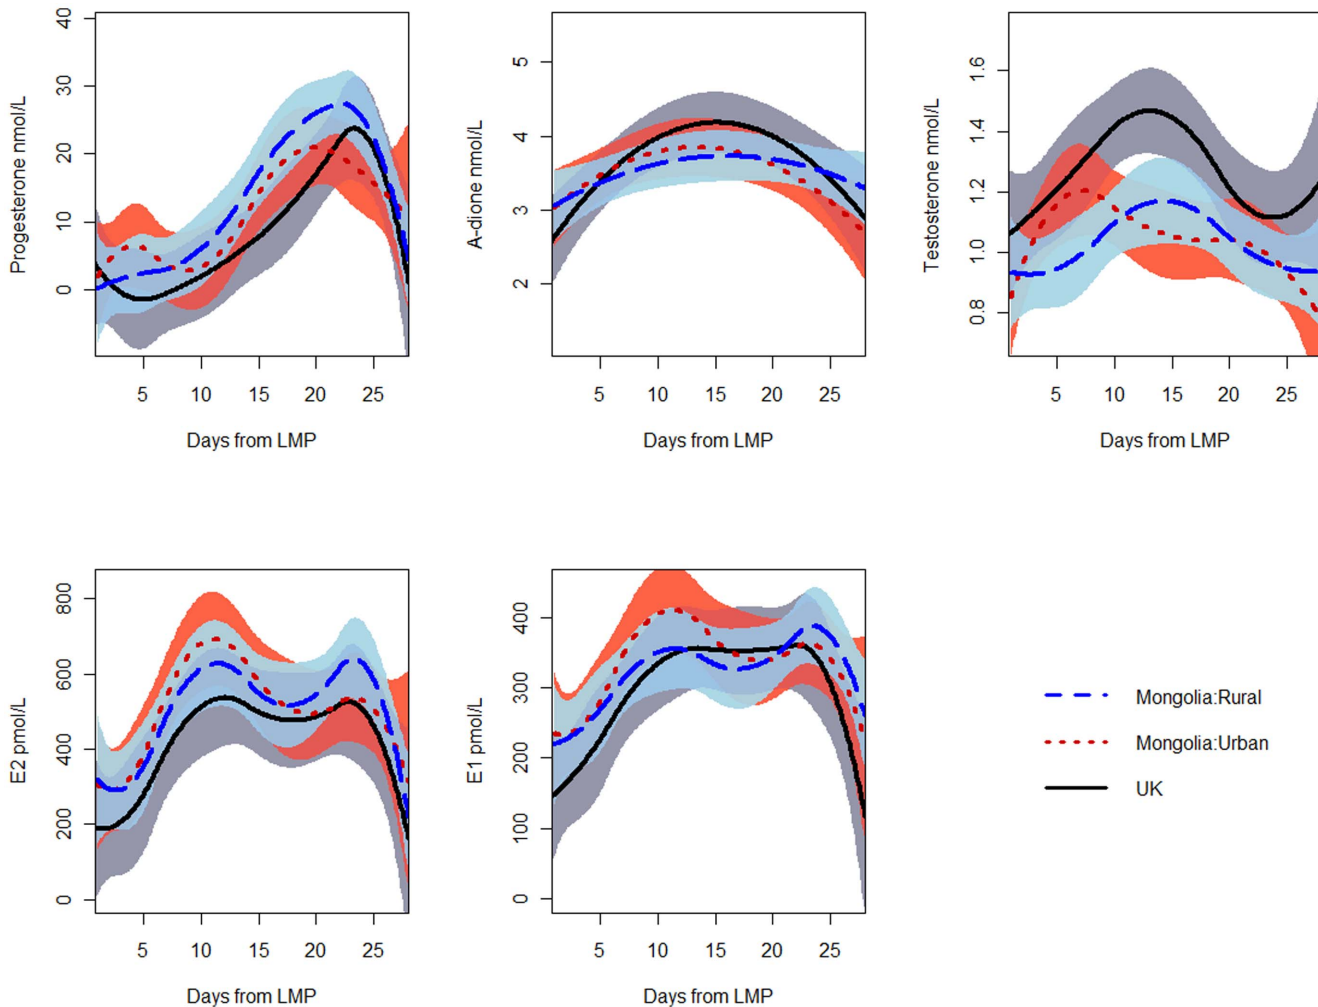 Progesterone nmol/L
40
30
20
10
0
5 10 15 20 25
Days from LMP
A-dione nmol/L
5
4
3
2
5 10 15 20 25
Days from LMP
Testosterone nmol/L
1.6
1.4
1.2
1.0
0.8
5 10 15 20 25
Days from LMP
E2 pmol/L
800
600
400
200
0
5 10 15 20 25
Days from LMP
E1 pmol/L
400
300
200
100
0
5 10 15 20 25
Days from LMP
Mongolia:Rural
Mongolia:Urban
UK